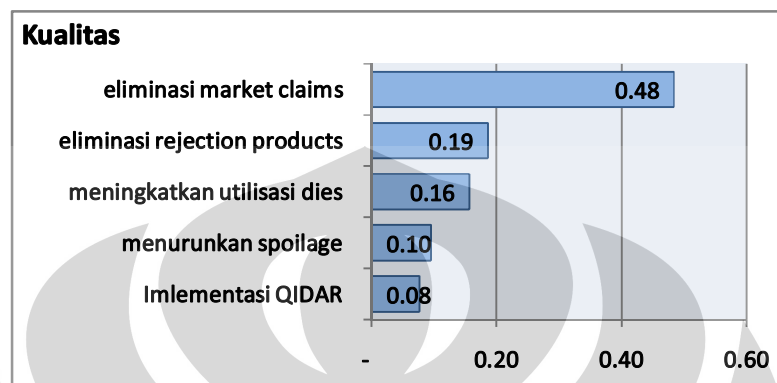 Kualitas
eliminasi market claims 0.48
eliminasi rejection products 0.19
meningkatkan utilisasi dies 0.16
menurunkan spoilage 0.10
Imlementasi QIDAR 0.08
- 0.20 0.40 0.60